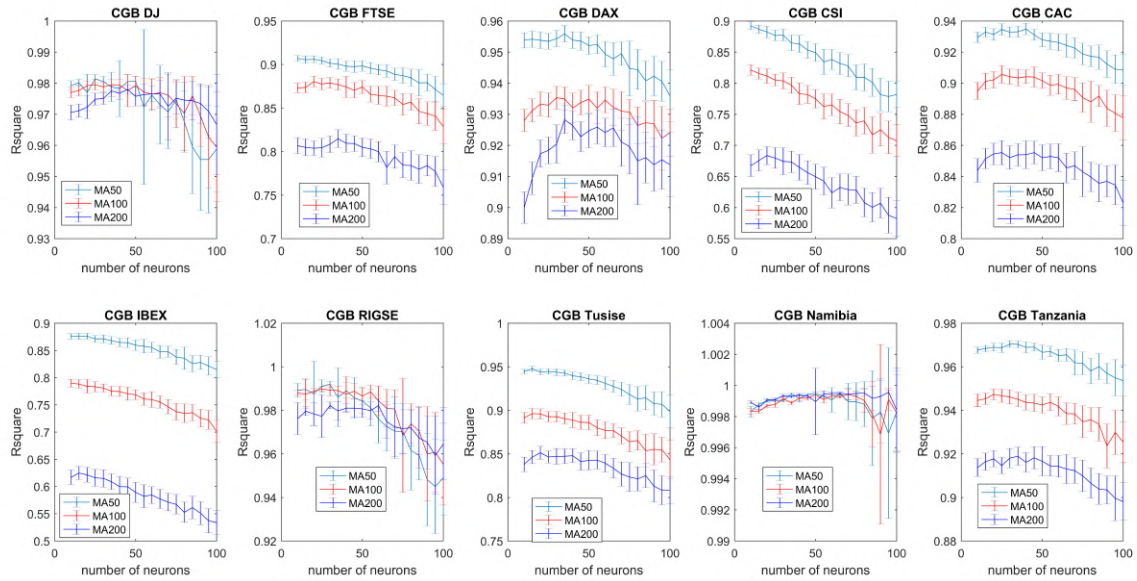 CGB DJ
Rsquare
1
0.99
0.98
0.97
0.96
0.95
0.94
0.93
MA50
MA100
MA200
0 50 100
number of neurons
CGB FTSE
Rsquare
0.95
0.9
0.85
0.8
0.75
0.7
MA50
MA100
MA200
0 50 100
number of neurons
CGB DAX
Rsquare
0.96
0.95
0.94
0.93
0.92
0.91
0.9
0.89
MA50
MA100
MA200
0 50 100
number of neurons
CGB CSI
Rsquare
0.9
0.85
0.8
0.75
0.7
0.65
0.6
0.55
MA50
MA100
MA200
0 50 100
number of neurons
CGB CAC
Rsquare
0.94
0.92
0.9
0.88
0.86
0.84
0.82
0.8
MA50
MA100
MA200
0 50 100
number of neurons
CGB IBEX
Rsquare
0.9
0.85
0.8
0.75
0.7
0.65
0.6
0.55
0.5
MA50
MA100
MA200
0 50 100
number of neurons
CGB RIGSE
Rsquare
1.02
1
0.98
0.96
0.94
0.92
MA50
MA100
MA200
0 50 100
number of neurons
CGB Tusise
Rsquare
1
0.95
0.9
0.85
0.8
0.75
MA50
MA100
MA200
0 50 100
number of neurons
CGB Namibia
Rsquare
1.004
1.002
1
0.998
0.996
0.994
0.992
0.99
MA50
MA100
MA200
0 50 100
number of neurons
CGB Tanzania
Rsquare
0.98
0.96
0.94
0.92
0.9
0.88
MA50
MA100
MA200
0 50 100
number of neurons